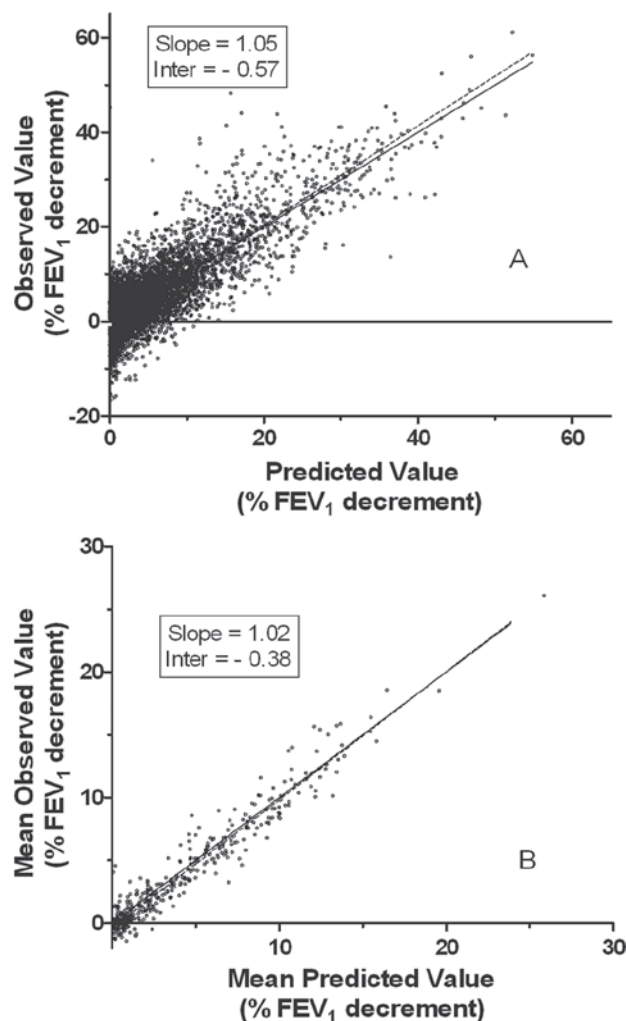 60
40
20
0
-20
Observed Value
(% FEV₁ decrement)
Slope = 1.05
Inter = - 0.57
A
0
20
40
60
Predicted Value
(% FEV₁ decrement)
30
20
10
0
Mean Observed Value
(% FEV₁ decrement)
Slope = 1.02
Inter = - 0.38
B
10
20
30
Mean Predicted Value
(% FEV₁ decrement)